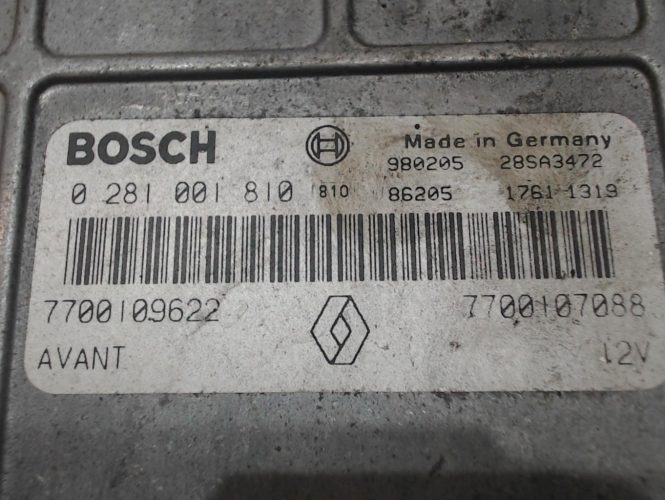 BOSCH Made in Germany
980205 28SA3472
0 281 001 810 810 86205 1761 1319
7700109622 7700107088
AVANT 12V